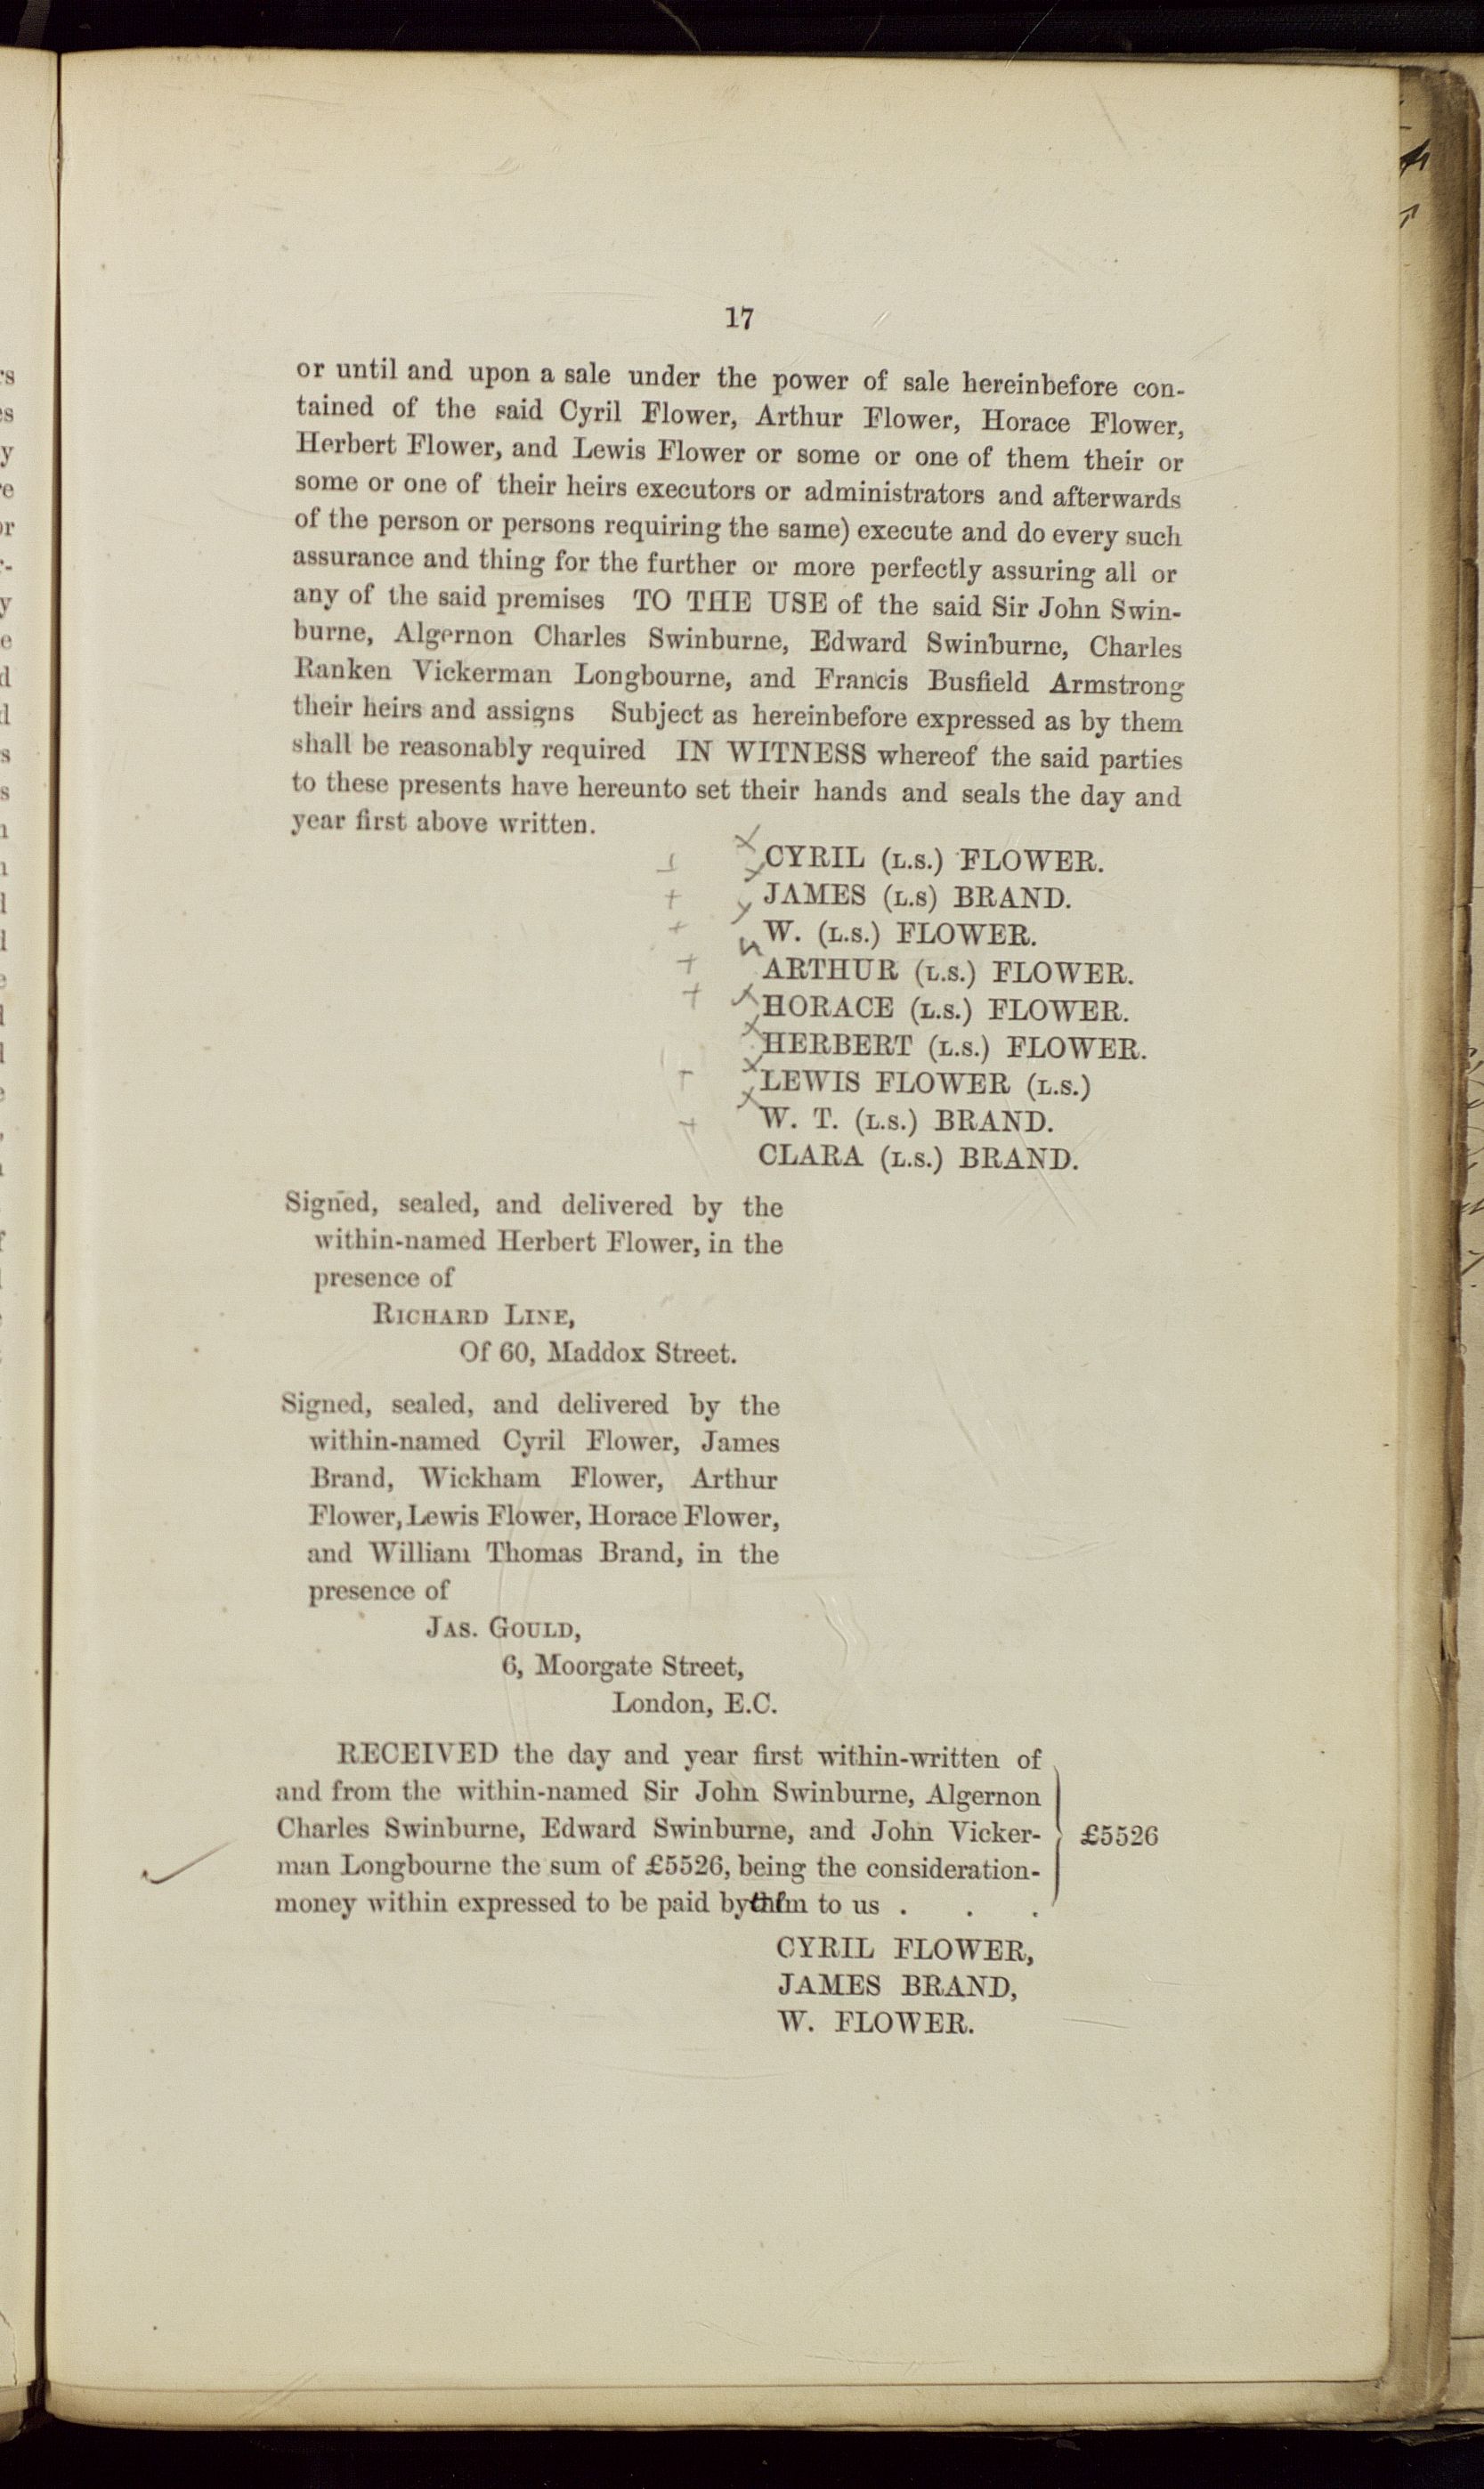 17
or until and upon a sale under the power of sale hereinbefore con-
tained of the said Cyril Flower, Arthur Flower, Horace Flower,
Herbert Flower, and Lewis Flower or some or one of them their or
some or one of their heirs executors or administrators and afterwards
of the person or persons requiring the same) execute and do every such
assurance and thing for the further or more perfectly assuring all or
any of the said premises TO THE USE of the said Sir John Swin-
burne, Algernon Charles Swinburne, Edward Swinburne, Charles
Ranken Vickerman Longbourne, and Francis Busfield Armstrong
their heirs and assigns Subject as hereinbefore expressed as by them
shall be reasonably required IN WITNESS whereof the said parties
to these presents have hereunto set their hands and seals the day and
year first above written.
CYRIL (L.S.) FLOWER.
JAMES (L.S) BRAND.
W. (L.S.) FLOWER.
ARTHUR (L.S.) FLOWER.
HORACE (L.S.) FLOWER.
HERBERT (L.S.) FLOWER.
LEWIS FLOWER (L.S.)
W. T. (L.S.) BRAND.
CLARA (L.S.) BRAND.
Signed, sealed, and delivered by the
within-named Herbert Flower, in the
presence of
RICHARD LINE,
Of 60, Maddox Street.
Signed, sealed, and delivered by the
within-named Cyril Flower, James
Brand, Wickham Flower, Arthur
Flower, Lewis Flower, Horace Flower,
and William Thomas Brand, in the
presence of
JAS. GOULD,
6, Moorgate Street,
London, E.C.
RECEIVED the day and year first within-written of
and from the within-named Sir John Swinburne, Algernon
Charles Swinburne, Edward Swinburne, and John Vicker-
man Longbourne the sum of £5526, being the consideration-
money within expressed to be paid by them to us . . .
£5526
CYRIL FLOWER,
JAMES BRAND,
W. FLOWER.